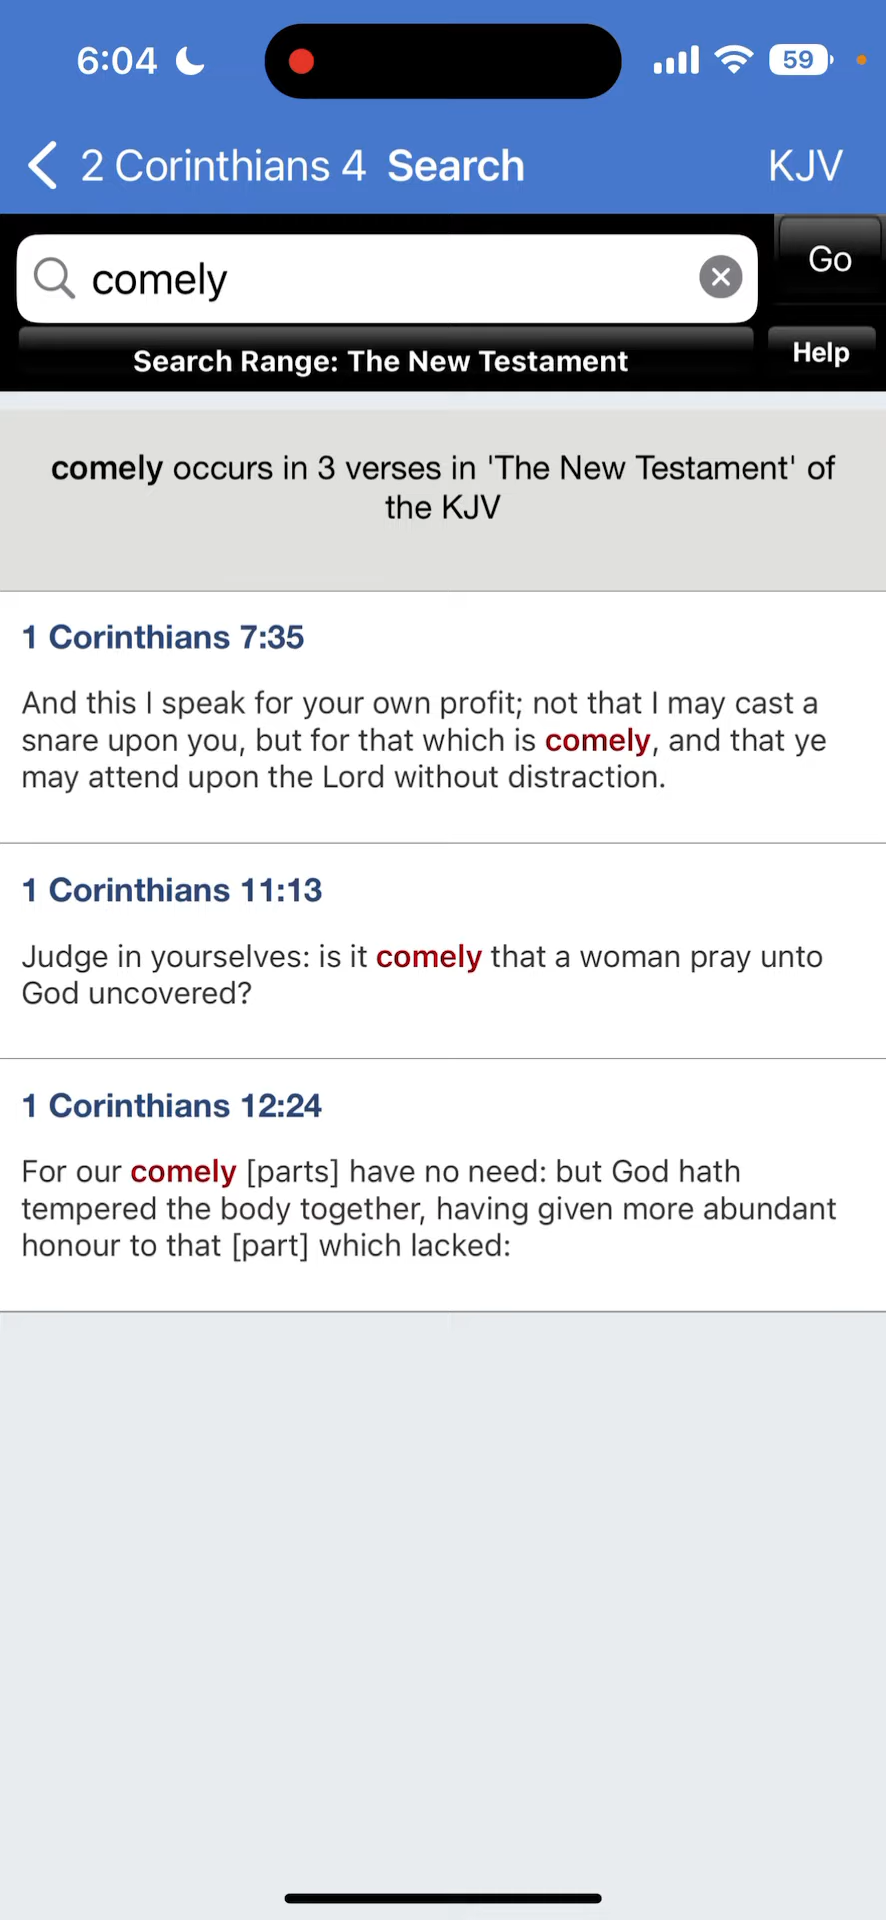 6:04
59
2 Corinthians 4 Search KJV
comely
Go
Search Range: The New Testament
Help
comely occurs in 3 verses in 'The New Testament' of
the KJV
1 Corinthians 7:35
And this I speak for your own profit; not that I may cast a
snare upon you, but for that which is comely, and that ye
may attend upon the Lord without distraction.
1 Corinthians 11:13
Judge in yourselves: is it comely that a woman pray unto
God uncovered?
1 Corinthians 12:24
For our comely [parts] have no need: but God hath
tempered the body together, having given more abundant
honour to that [part] which lacked: